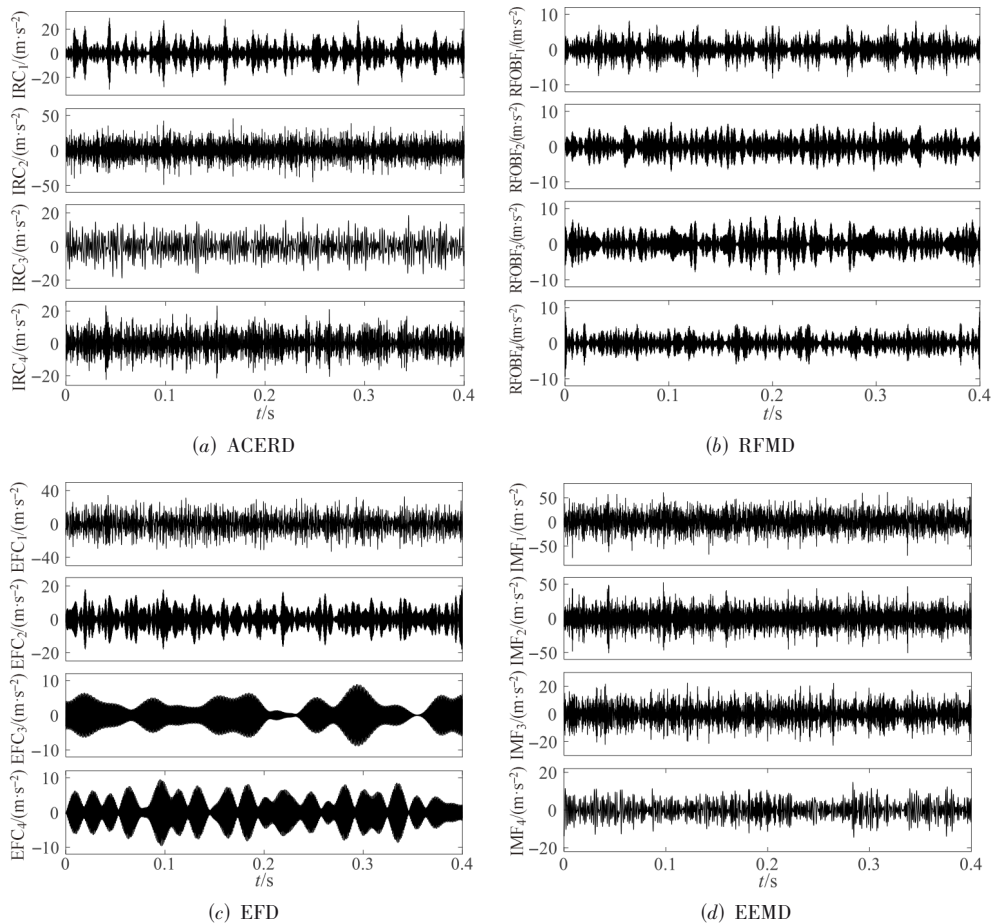 IRC1/(m·s⁻²)
20
0
−20
IRC2/(m·s⁻²)
50
0
−50
IRC3/(m·s⁻²)
20
0
−20
IRC4/(m·s⁻²)
20
0
−20
0 0.1 0.2 0.3 0.4
t/s
(a) ACERD
RFOBF1/(m·s⁻²)
10
0
−10
RFOBF2/(m·s⁻²)
10
0
−10
RFOBF3/(m·s⁻²)
10
0
−10
RFOBF4/(m·s⁻²)
10
0
−10
0 0.1 0.2 0.3 0.4
t/s
(b) RFMD
EFC1/(m·s⁻²)
40
0
−40
EFC2/(m·s⁻²)
20
0
−20
EFC3/(m·s⁻²)
10
0
−10
EFC4/(m·s⁻²)
10
0
−10
0 0.1 0.2 0.3 0.4
t/s
(c) EFD
IMF1/(m·s⁻²)
50
0
−50
IMF2/(m·s⁻²)
50
0
−50
IMF3/(m·s⁻²)
20
0
−20
IMF4/(m·s⁻²)
20
0
−20
0 0.1 0.2 0.3 0.4
t/s
(d) EEMD